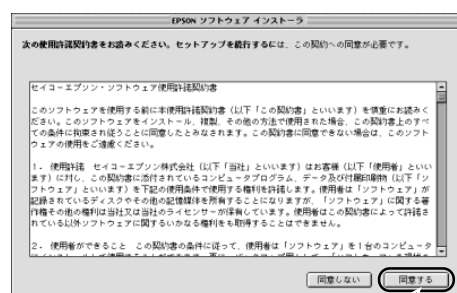 EPSON ソフトウェア インストーラ
次の使用許諾契約書をお読みください。セットアップを続行するには、この契約への同意が必要です。
セイコーエプソン・ソフトウェア使用許諾契約書
このソフトウェアを使用する前に本使用許諾契約書（以下「この契約書」といいます）を慎重にお読みく
ださい。このソフトウェアをインストール、複製、その他の方法で使用された場合、この契約書上のすべ
ての条件に拘束され従うことに同意したとみなされます。この契約書に同意できない場合は、このソフト
ウェアの使用をご遠慮ください。
1. 使用許諾 セイコーエプソン株式会社（以下「当社」といいます）はお客様（以下「使用者」といい
ます）に対し、この契約書に添付されているコンピュータプログラム、データ及び付属印刷物（以下「ソ
フトウェア」といいます）を下記の使用条件で使用する権利を許諾します。使用者は「ソフトウェア」が
記録されているディスクやその他の記憶媒体を所有することになりますが、「ソフトウェア」に関する著
作権その他の権利は当社又は当社のライセンサーが保有しています。使用者はこの契約書によって許諾さ
れている以外ソフトウェアに関するいかなる権利をも取得することはできません。
2. 使用者ができること この契約書の条件に従って、使用者は「ソフトウェア」を1台のコンピュータ
同意しない
同意する